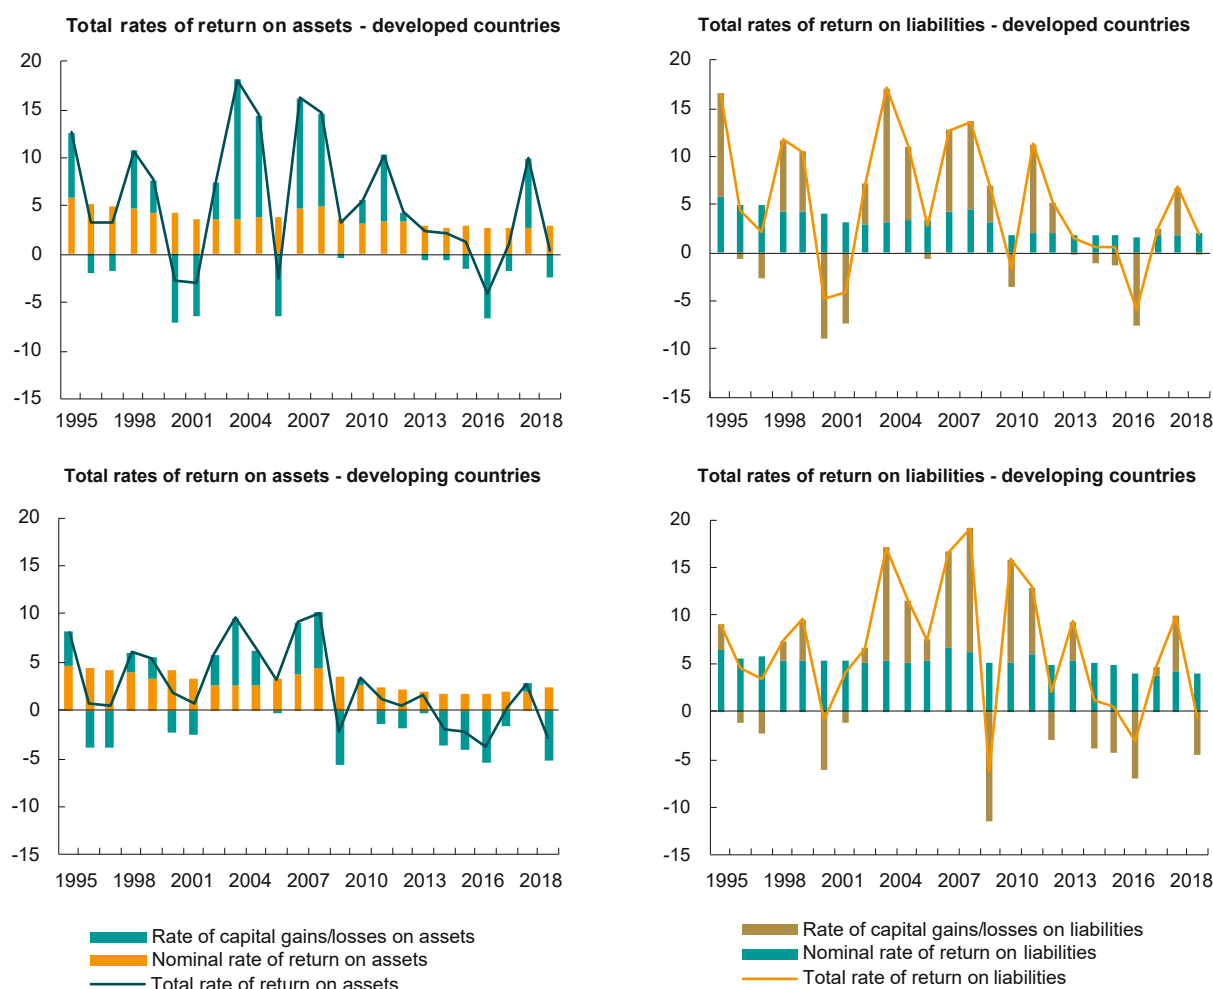 Total rates of return on assets - developed countries
20
15
10
5
0
-5
-10
-15
1995 1998 2001 2004 2007 2010 2013 2016 2018
Total rates of return on liabilities - developed countries
20
15
10
5
0
-5
-10
-15
1995 1998 2001 2004 2007 2010 2013 2016 2018
Total rates of return on assets - developing countries
20
15
10
5
0
-5
-10
-15
1995 1998 2001 2004 2007 2010 2013 2016 2018
Total rates of return on liabilities - developing countries
20
15
10
5
0
-5
-10
-15
1995 1998 2001 2004 2007 2010 2013 2016 2018
Rate of capital gains/losses on assets
Nominal rate of return on assets
Total rate of return on assets
Rate of capital gains/losses on liabilities
Nominal rate of return on liabilities
Total rate of return on liabilities